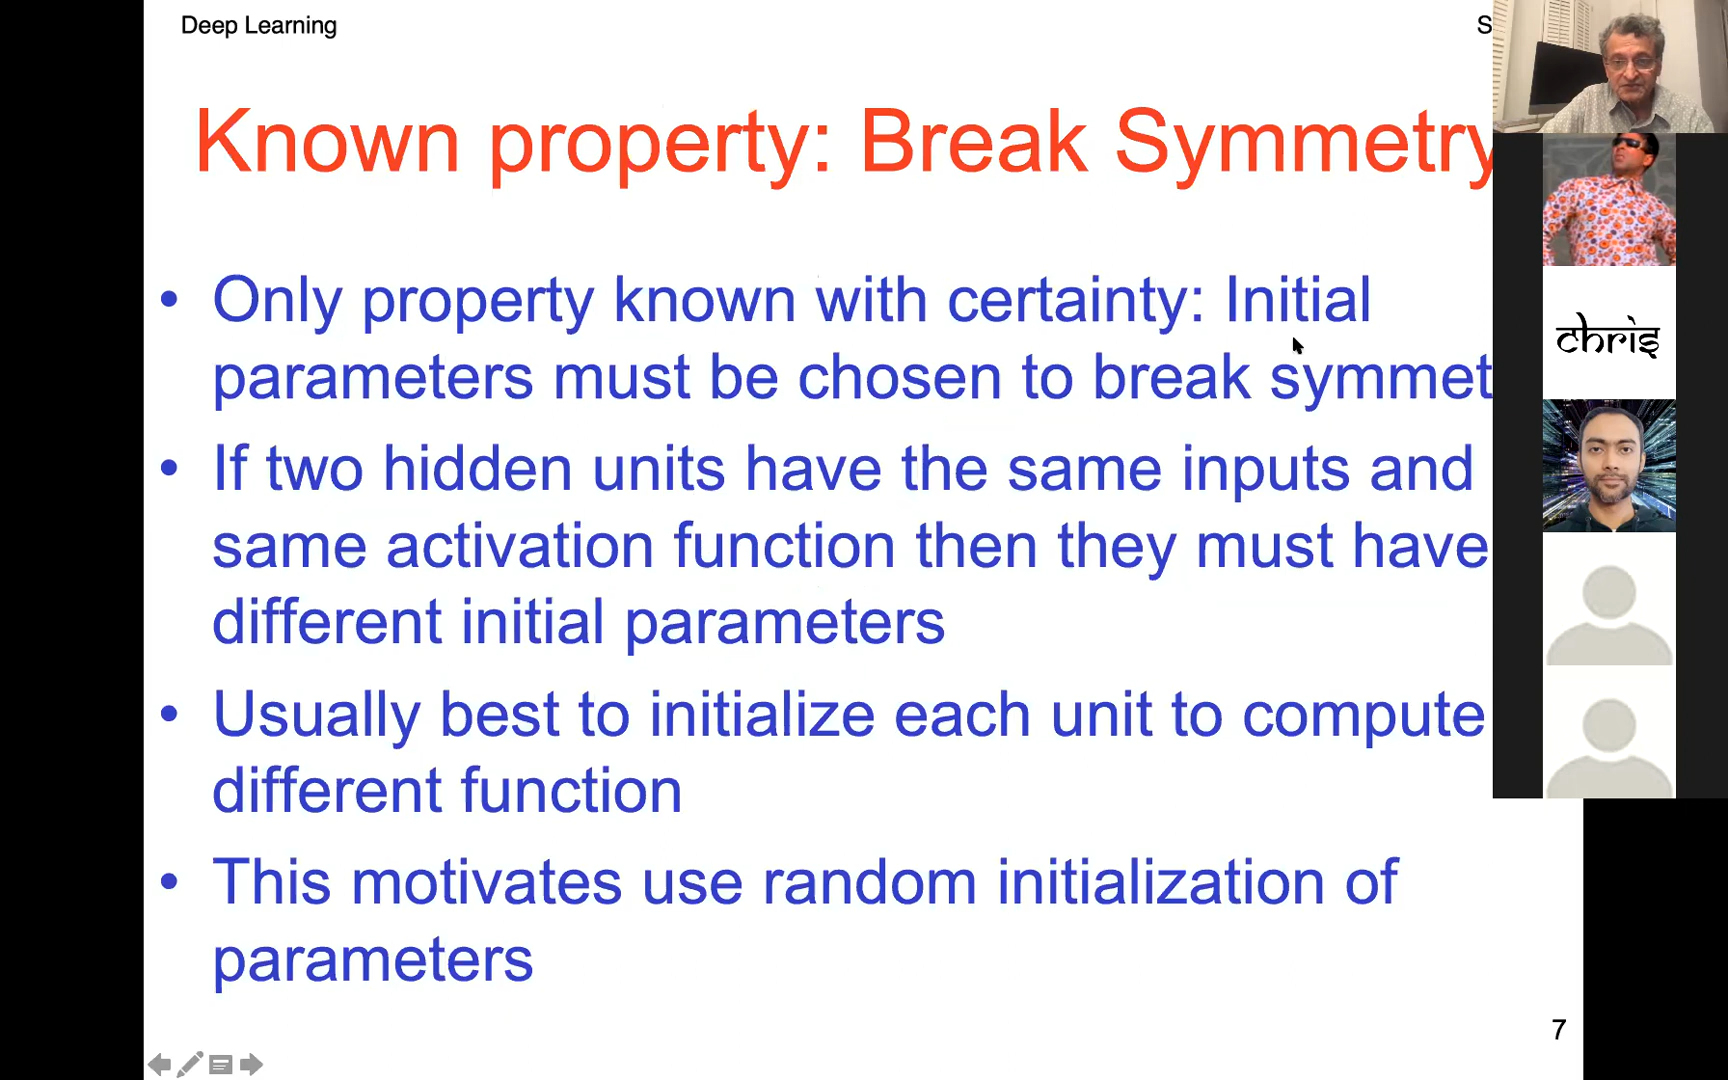 Deep Learning
Known property: Break Symmetry
• Only property known with certainty: Initial
parameters must be chosen to break
• If two hidden units have the same inputs and
same activation function then they must have
different initial parameters
• Usually best to initialize each unit to compute
different function
• This motivates use random initialization of
parameters
7
chris